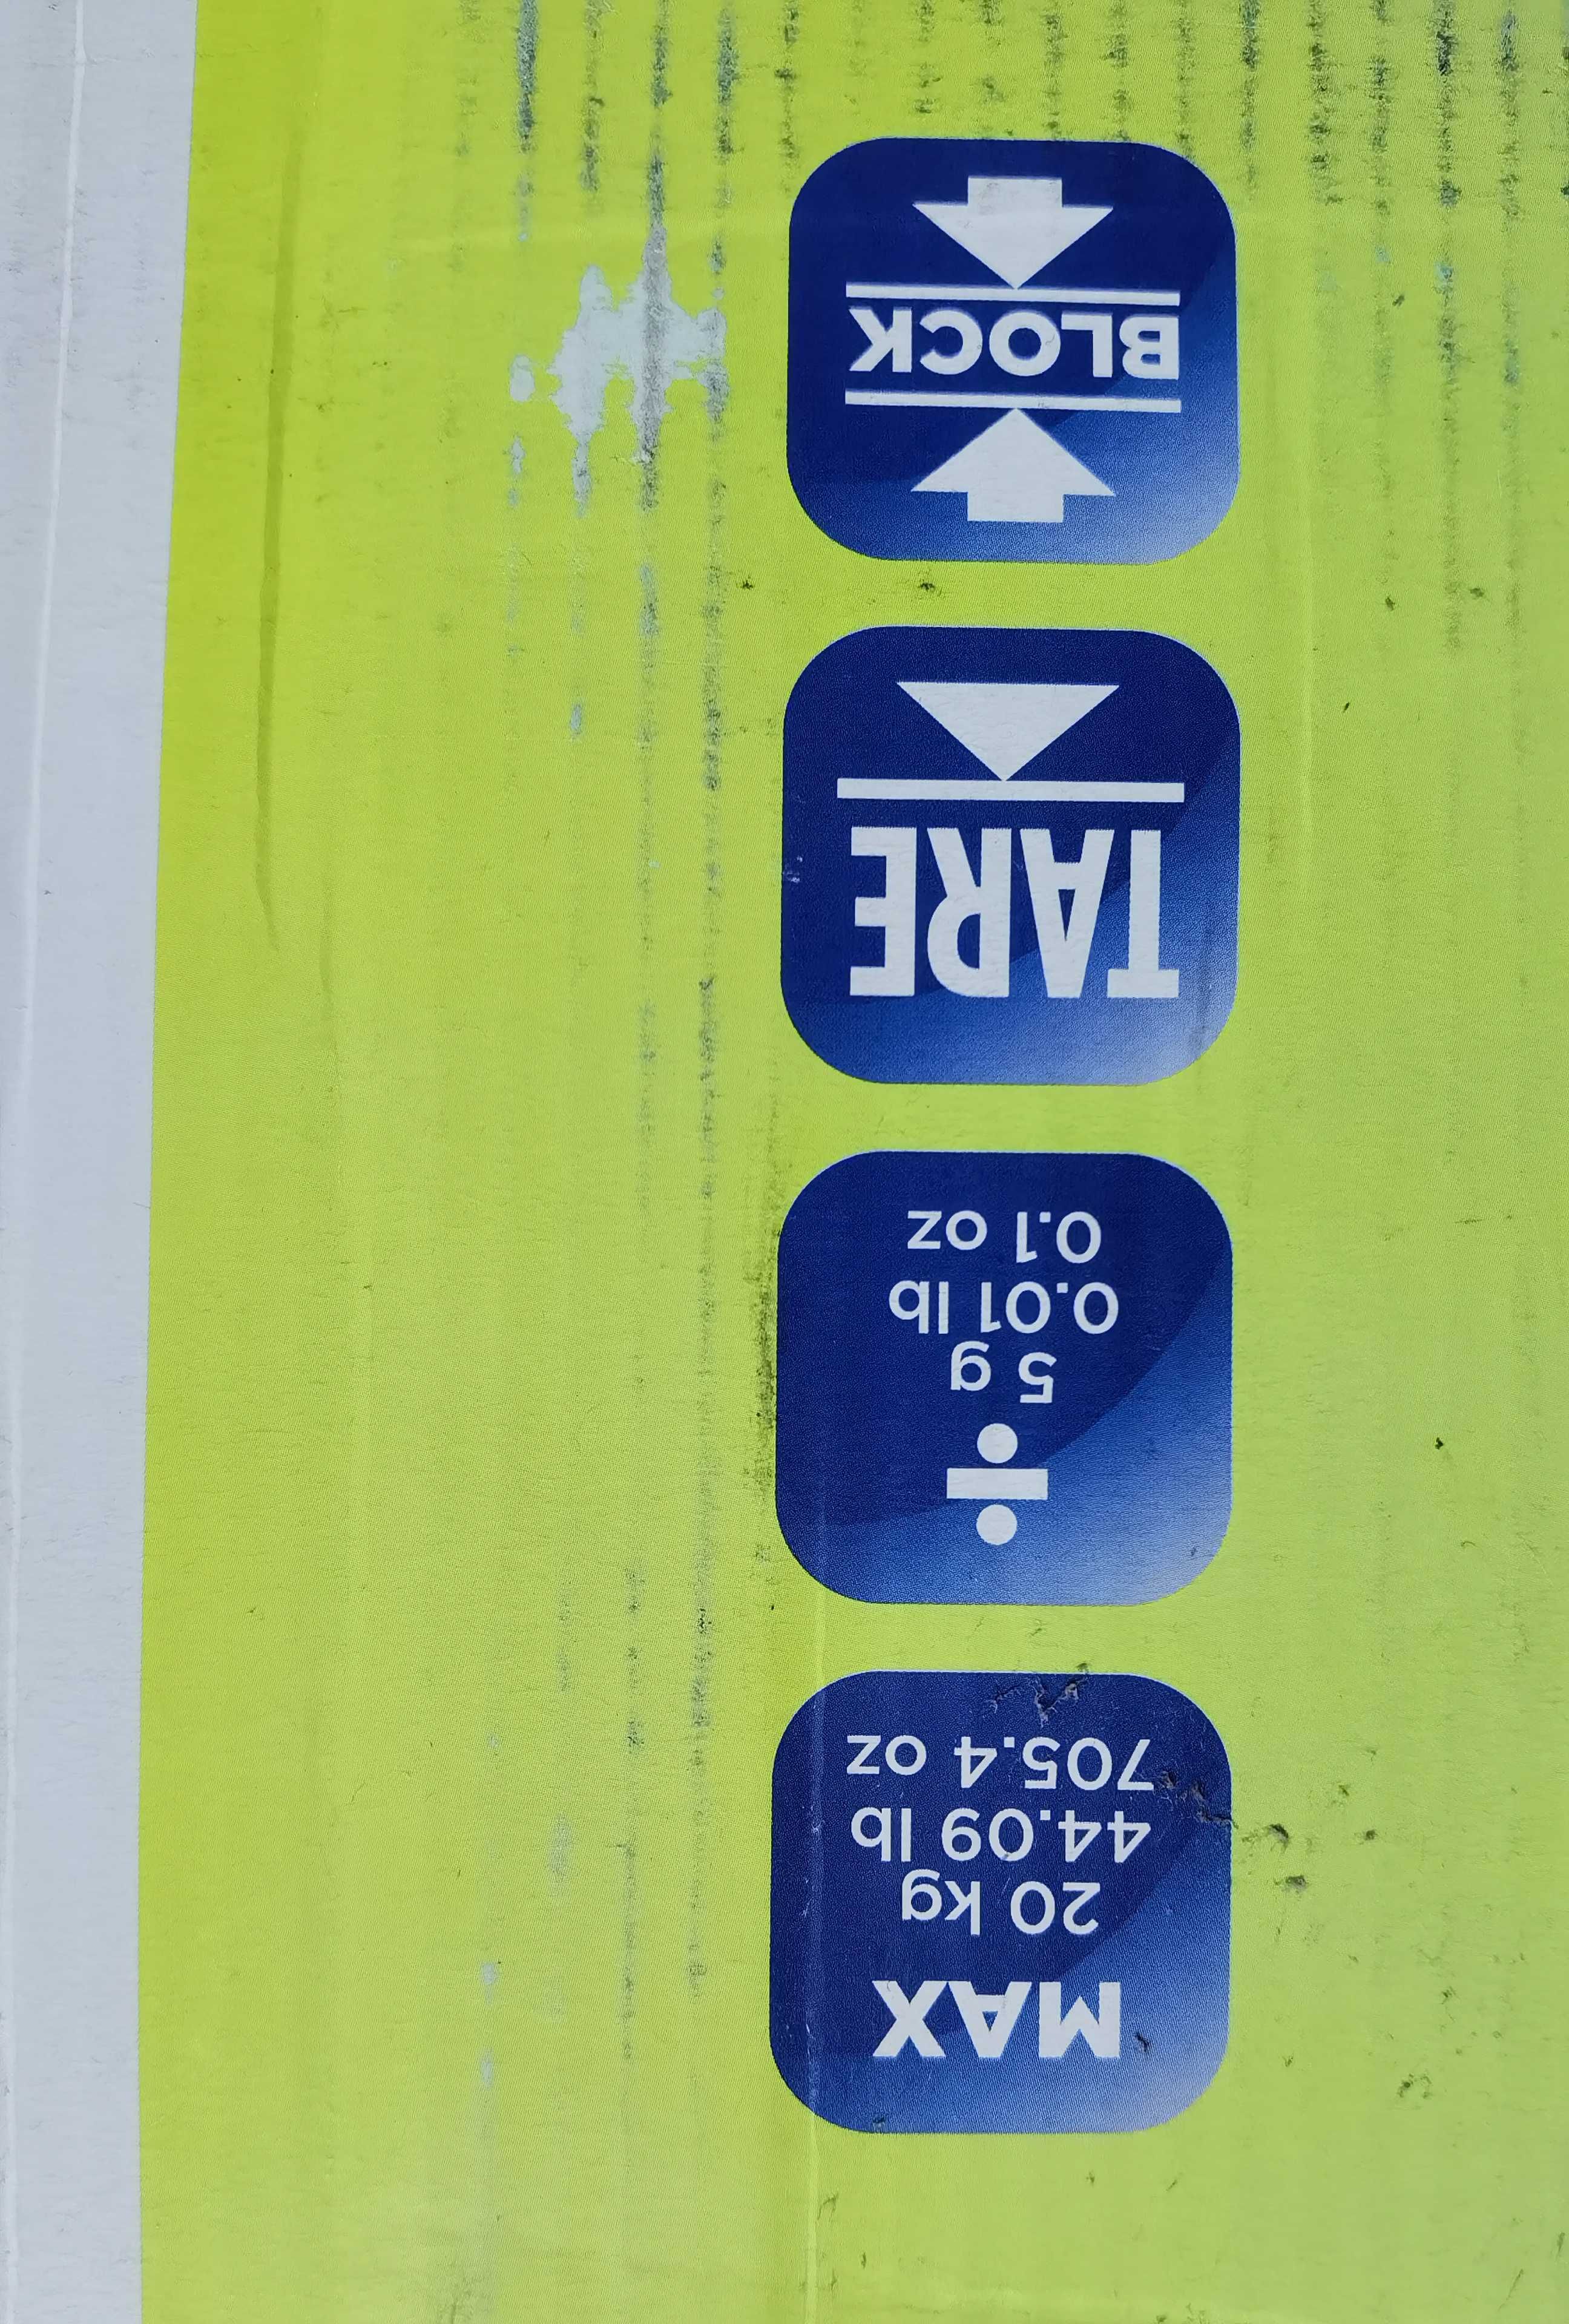 MAX
20 kg
44.09 lb
705.4 oz
÷
5 g
0.01 lb
0.1 oz
TARE
BLOCK